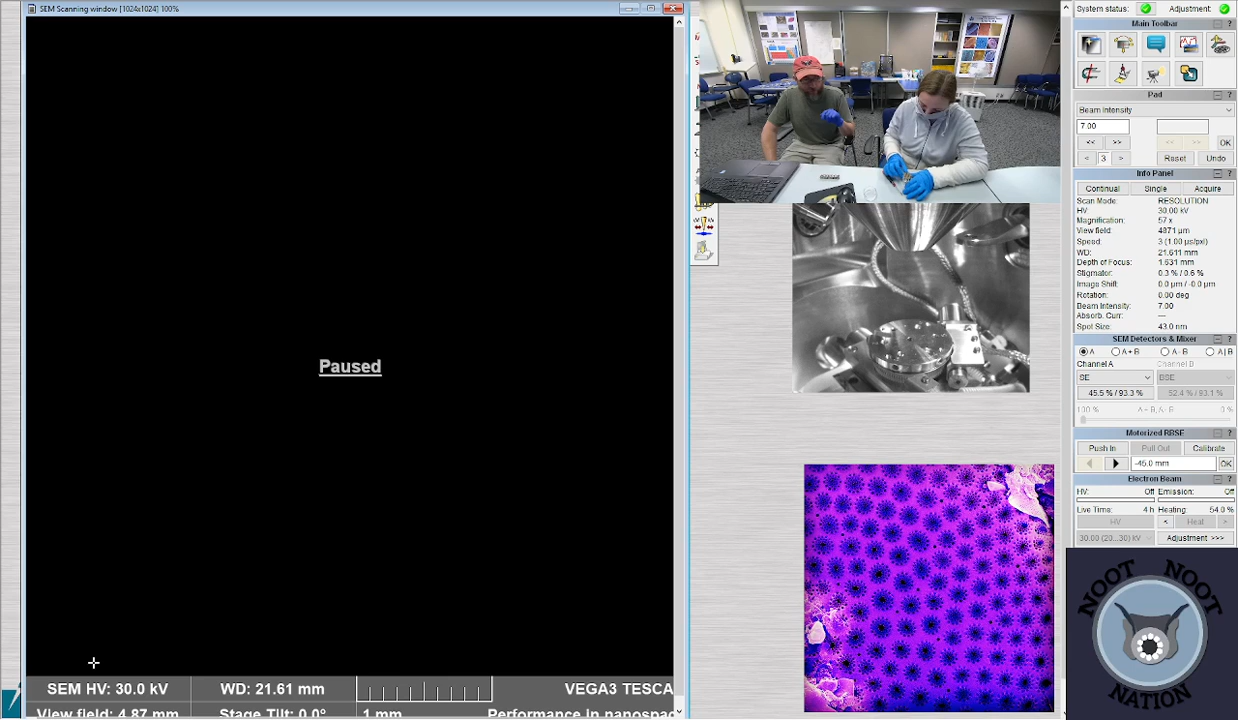 SEM Scanning window [1024x1024] 100%
Paused
SEM HV: 30.0 kV
WD: 21.61 mm
VEGA3 TESCA
View field: 4.87 mm
Stage Tilt: 0.0°
1 mm
Performance in nanospac
System status:
Adjustment:
Main Toolbar
Pad
Beam Intensity
7.00
<< >>
<< >>
OK
< 3 >
Reset
Undo
Info Panel
Continual
Single
Acquire
Scan Mode: RESOLUTION
HV: 30.00 kV
Magnification: 57 x
View field: 4871 µm
Speed: 3 (1.00 µs/pxl)
WD: 21.611 mm
Depth of Focus: 1.631 mm
Stigmator: 0.3 % / 0.6 %
Image Shift: 0.0 µm / -0.0 µm
Rotation: 0.00 deg
Beam Intensity: 7.00
Absorb. Curr: ---
Spot Size: 43.0 nm
SEM Detectors & Mixer
A
A + B
A - B
A | B
Channel A
SE
BSE
45.5 % / 93.3 %
52.4 % / 93.1 %
100 %
0 %
Motorized RBSE
Push In
Pull Out
Calibrate
-45.0 mm
OK
Electron Beam
HV: Off Emission: Off
Live Time: 4 h Heating: 54.0 %
HV
< Heat >
30.00 (20...30) kV
Adjustment >>>
NOOT NOOT
NATION